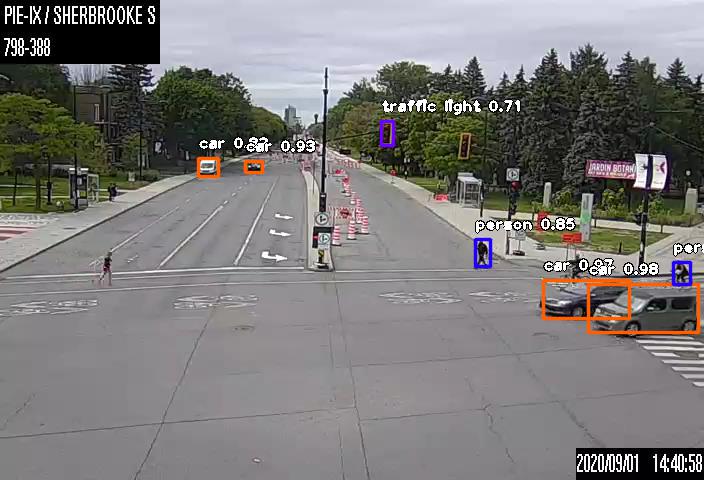 PIE-IX / SHERBROOKE S
798-388
traffic light 0.71
car 0.93
person 0.85
JARDIN BOTAN
car 0.98
2020/09/01 14:40:58